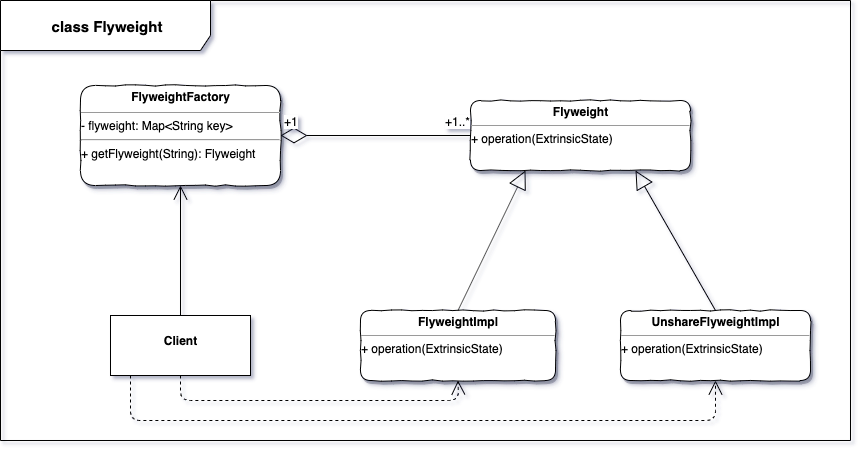 class Flyweight
FlyweightFactory
- flyweight: Map<String key>
+ getFlyweight(String): Flyweight
+1
+1..*
Flyweight
+ operation(ExtrinsicState)
Client
FlyweightImpl
+ operation(ExtrinsicState)
UnshareFlyweightImpl
+ operation(ExtrinsicState)